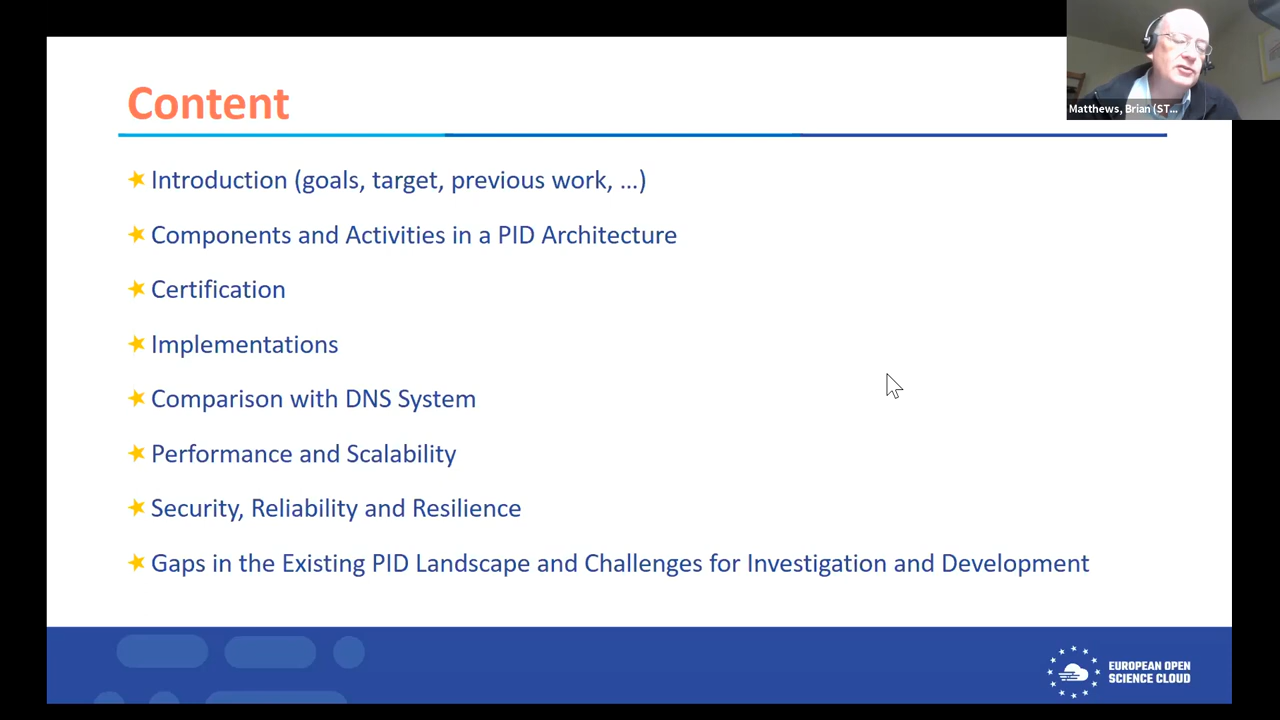 Content
Introduction (goals, target, previous work, ...)
Components and Activities in a PID Architecture
Certification
Implementations
Comparison with DNS System
Performance and Scalability
Security, Reliability and Resilience
Gaps in the Existing PID Landscape and Challenges for Investigation and Development
Matthews, Brian (ST...
EUROPEAN OPEN
SCIENCE CLOUD